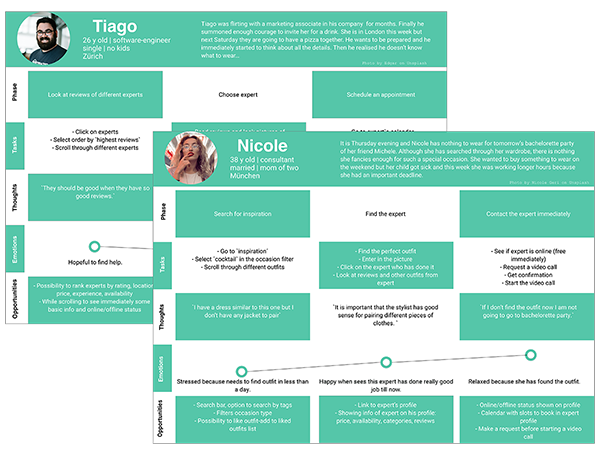 Tiago
26 y old | software-engineer
single | no kids
Zürich
Tiago was flirting with a marketing associate in his company for months. Finally he
summoned enough courage to invite her for a drink. She is in London this week but
next Saturday they are going to have a pizza together. He wants to be prepared and he
immediately started to think about all the details. Then he realised he doesn't know
what to wear...
Phase
Look at reviews of different experts
Choose expert
Schedule an appointment
Tasks
- Click on experts
- Select order by 'highest reviews'
- Scroll through different experts
Thoughts
'They should be good when they have so
good reviews.'
Emotions
Hopeful to find help.
Opportunities
- Possibility to rank experts by rating, location
price, experience, availability
- While scrolling to see immediately some
basic info and online/offline status
Nicole
38 y old | consultant
married | mom of two
München
It is Thursday evening and Nicole has nothing to wear for tomorrow's bachelorette party
of her friend Michele. Although she has searched through her wardrobe, there is nothing
she fancies enough for such a special occasion. She wanted to buy something to wear on
the weekend but her child got sick and this week she was working longer hours because
she had an important deadline.
Phase
Search for inspiration
Find the expert
Contact the expert immediately
Tasks
- Go to 'inspiration'
- Select 'cocktail' in the occasion filter
- Scroll through different outfits
- Find the perfect outfit
- Enter in the picture
- Click on the expert who has done it
- Look at reviews and other outfits from
expert
- See if expert is online (free
immediately)
- Request a video call
- Get confirmation
- Start the video call
Thoughts
'I have a dress similar to this one but I
don't have any jacket to pair'
'It is important that the stylist has good
sense for pairing different pieces of
clothes. '
'If I don't find the outfit now I am not
going to go to bachelorette party.'
Emotions
Stressed because needs to find outfit in less than
a day.
Happy when sees this expert has done really good
job till now.
Relaxed because she has found the outfit.
Opportunities
- Search bar, option to search by tags
- Filters occasion type
- Possibility to like outfit-add to liked
outfits list
- Link to expert's profile
- Showing info of expert on his profile:
price, availability, categories, reviews
- Online/offline status shown on profile
- Calendar with slots to book in expert
profile
- Make a request before starting a video
call